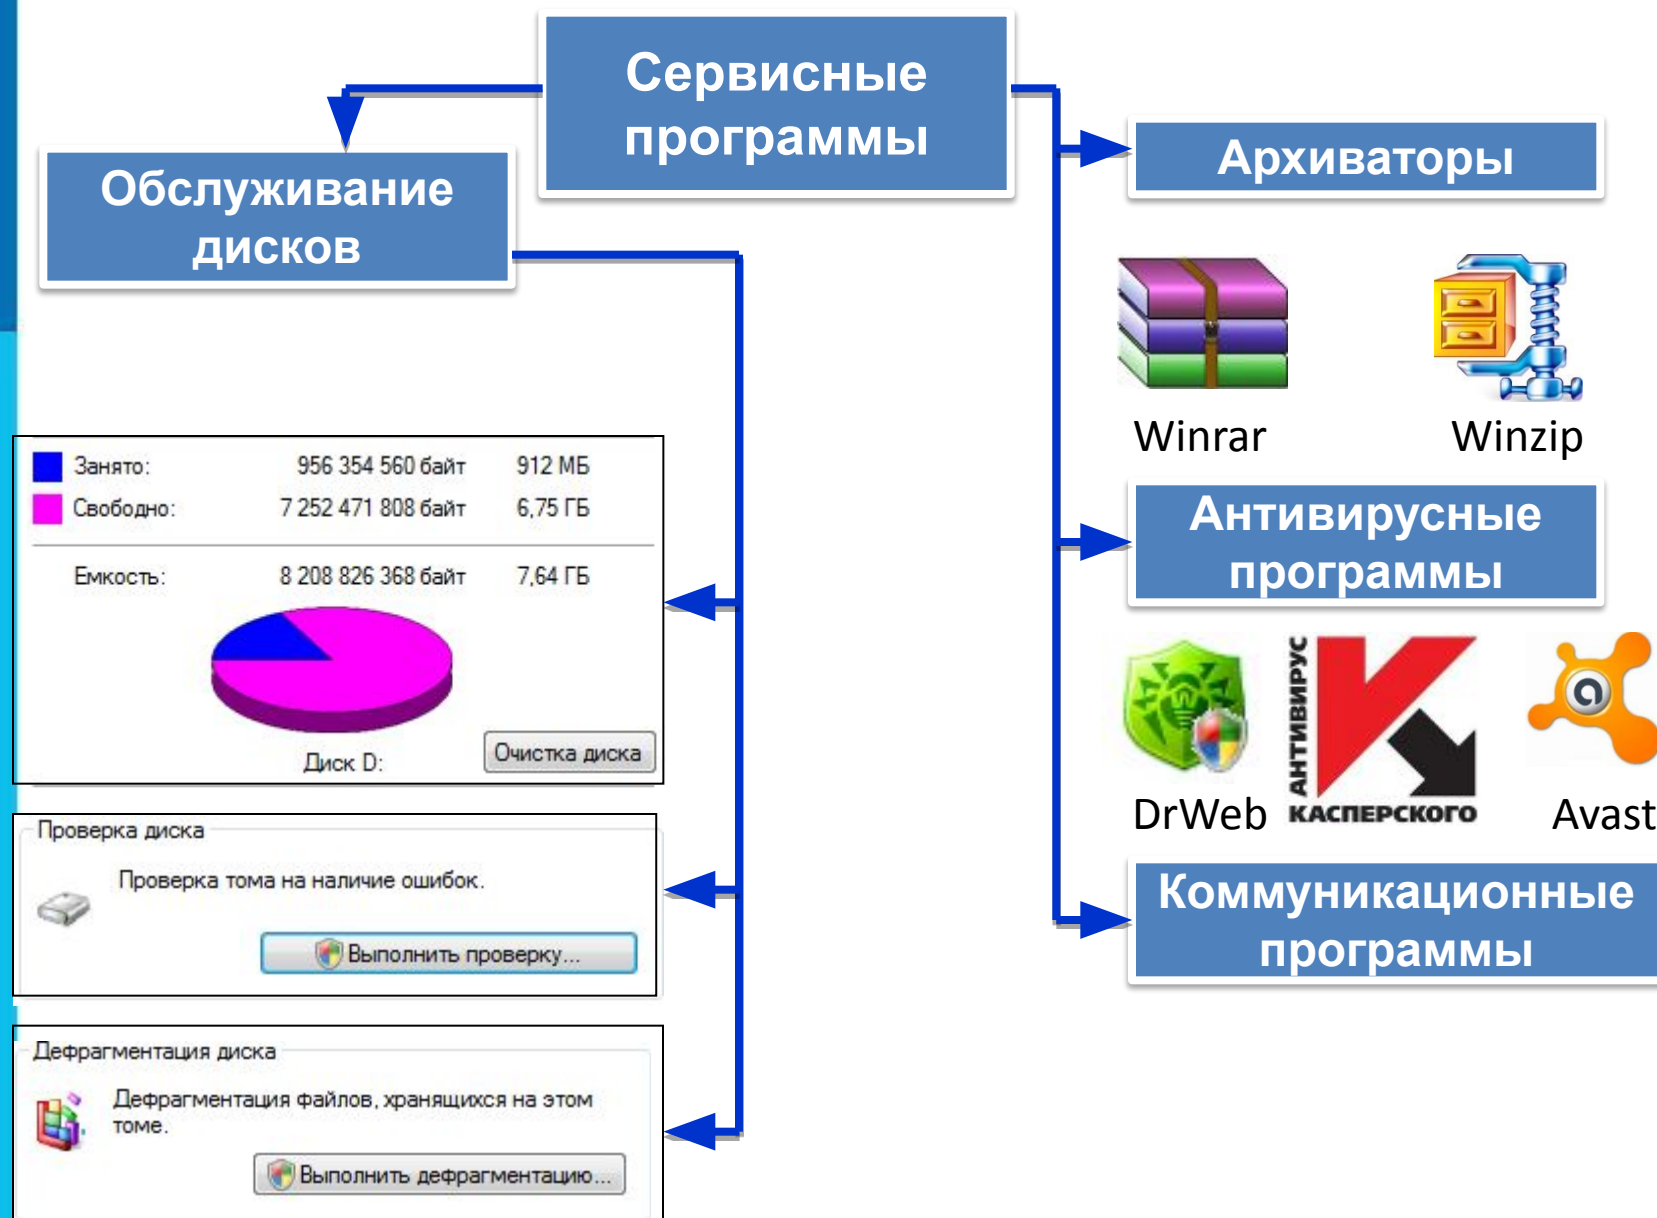 Сервисные
программы
Обслуживание
дисков
Занято: 956 354 560 байт 912 МБ
Свободно: 7 252 471 808 байт 6,75 ГБ
Емкость: 8 208 826 368 байт 7,64 ГБ
Диск D:
Очистка диска
Проверка диска
Проверка тома на наличие ошибок.
Выполнить проверку...
Дефрагментация диска
Дефрагментация файлов, хранящихся на этом
томе.
Выполнить дефрагментацию...
Архиваторы
Winrar Winzip
Антивирусные
программы
АНТИВИРУС
КАСПЕРСКОГО
DrWeb Avast
Коммуникационные
программы